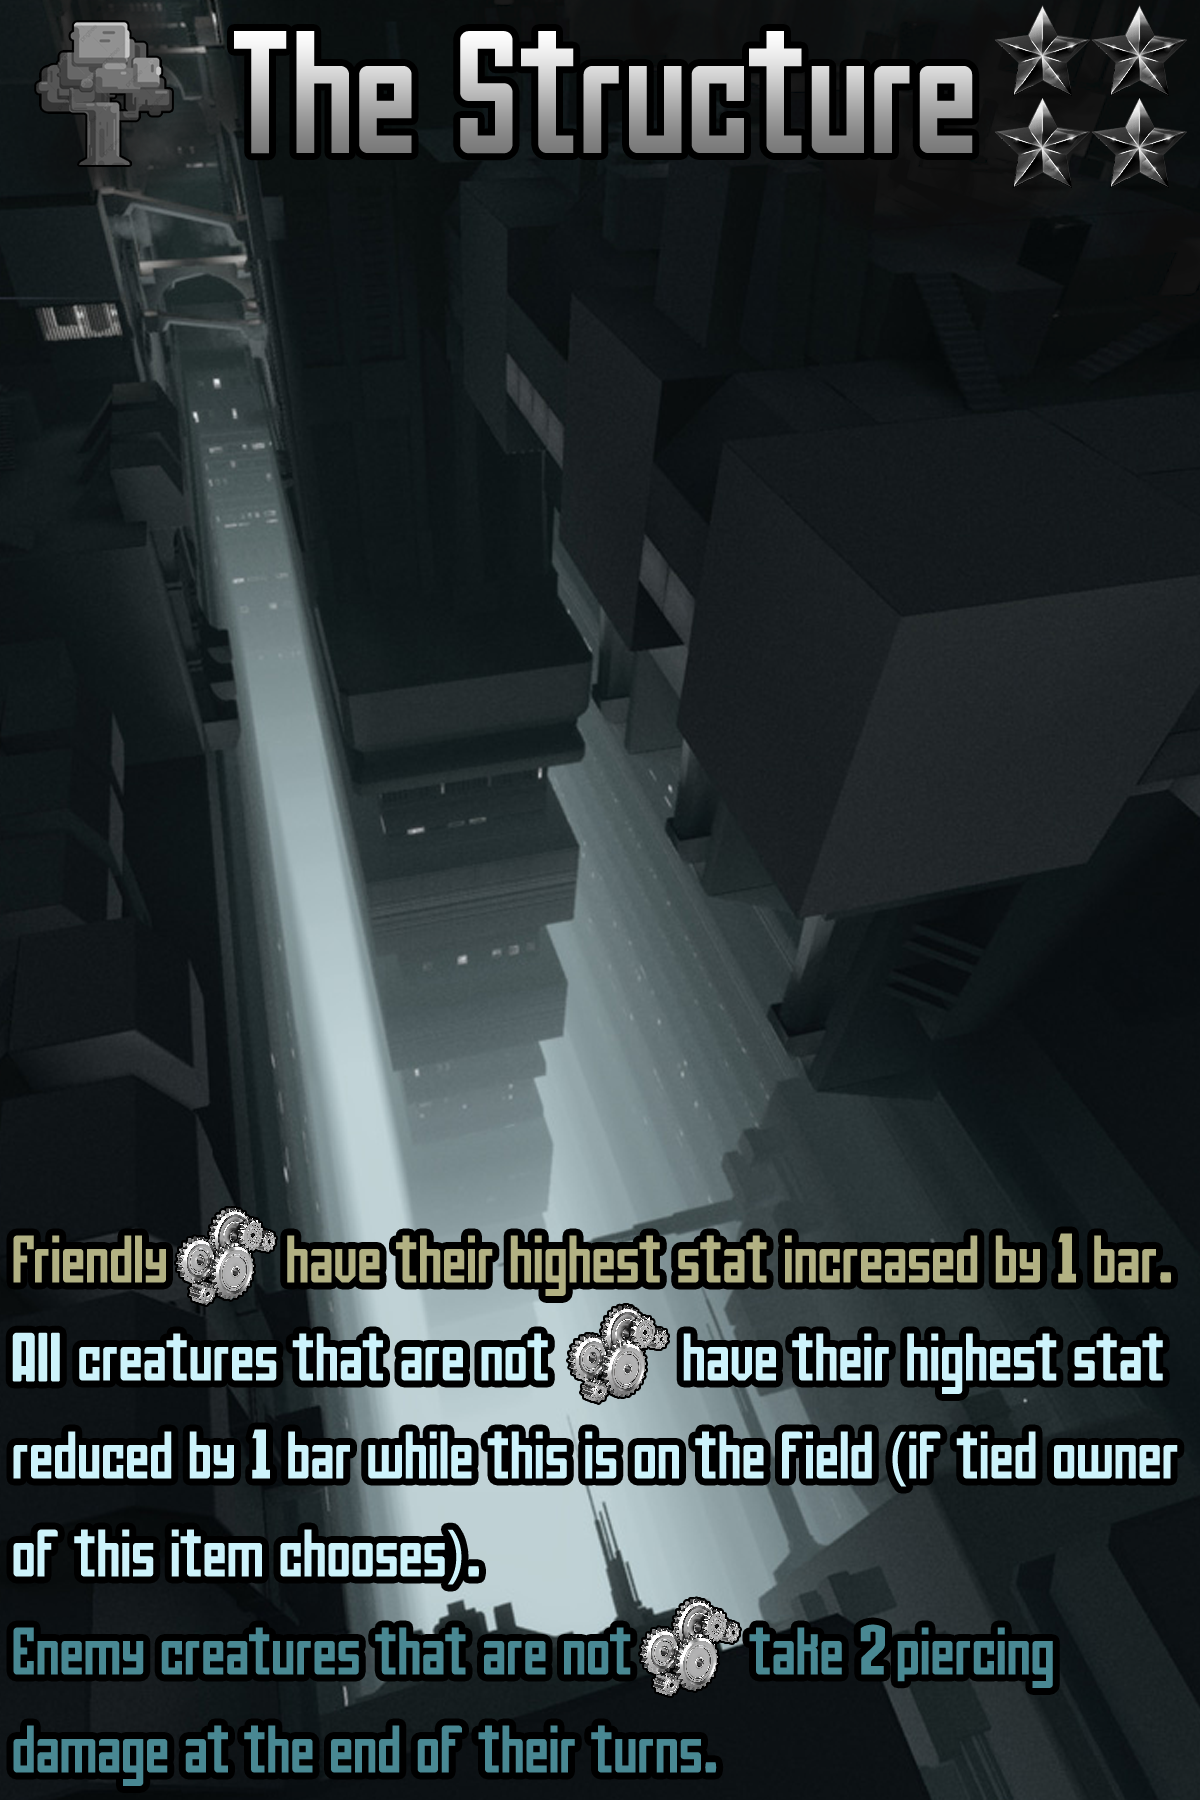 The Structure
Friendly have their highest stat increased by 1 bar.
All creatures that are not have their highest stat
reduced by 1 bar while this is on the field (if tied owner
of this item chooses).
Enemy creatures that are not take 2 piercing
damage at the end of their turns.